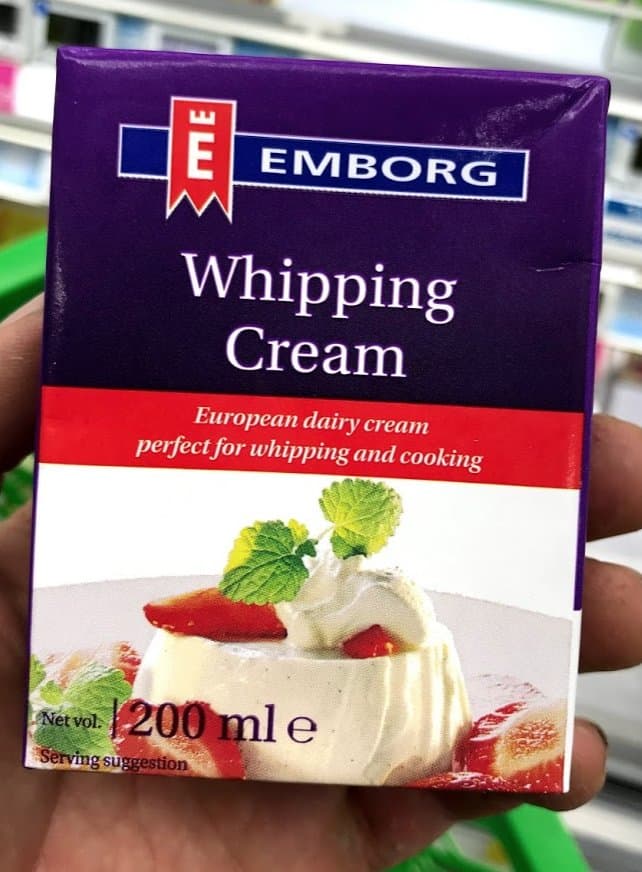 E
E
EMBORG
Whipping
Cream
European dairy cream
perfect for whipping and cooking
Net vol. 200 ml e
Serving suggestion